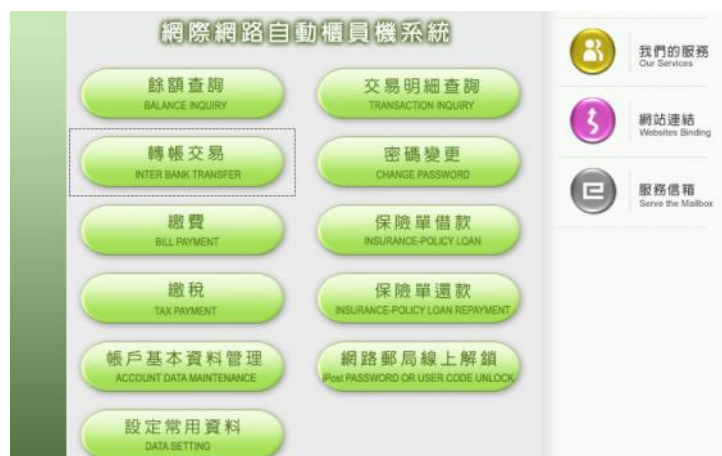 網際網路自動櫃員機系統
餘額查詢
BALANCE INQUIRY
交易明細查詢
TRANSACTION INQUIRY
轉帳交易
INTER BANK TRANSFER
密碼變更
CHANGE PASSWORD
繳費
BILL PAYMENT
保險單借款
INSURANCE-POLICY LOAN
繳稅
TAX PAYMENT
保險單還款
INSURANCE-POLICY LOAN REPAYMENT
帳戶基本資料管理
ACCOUNT DATA MAINTENANCE
網路郵局線上解鎖
iPost PASSWORD OR USER CODE UNLOCK
設定常用資料
DATA SETTING
我們的服務
Our Services
網站連結
Websites Binding
服務信箱
Serve the Mailbox